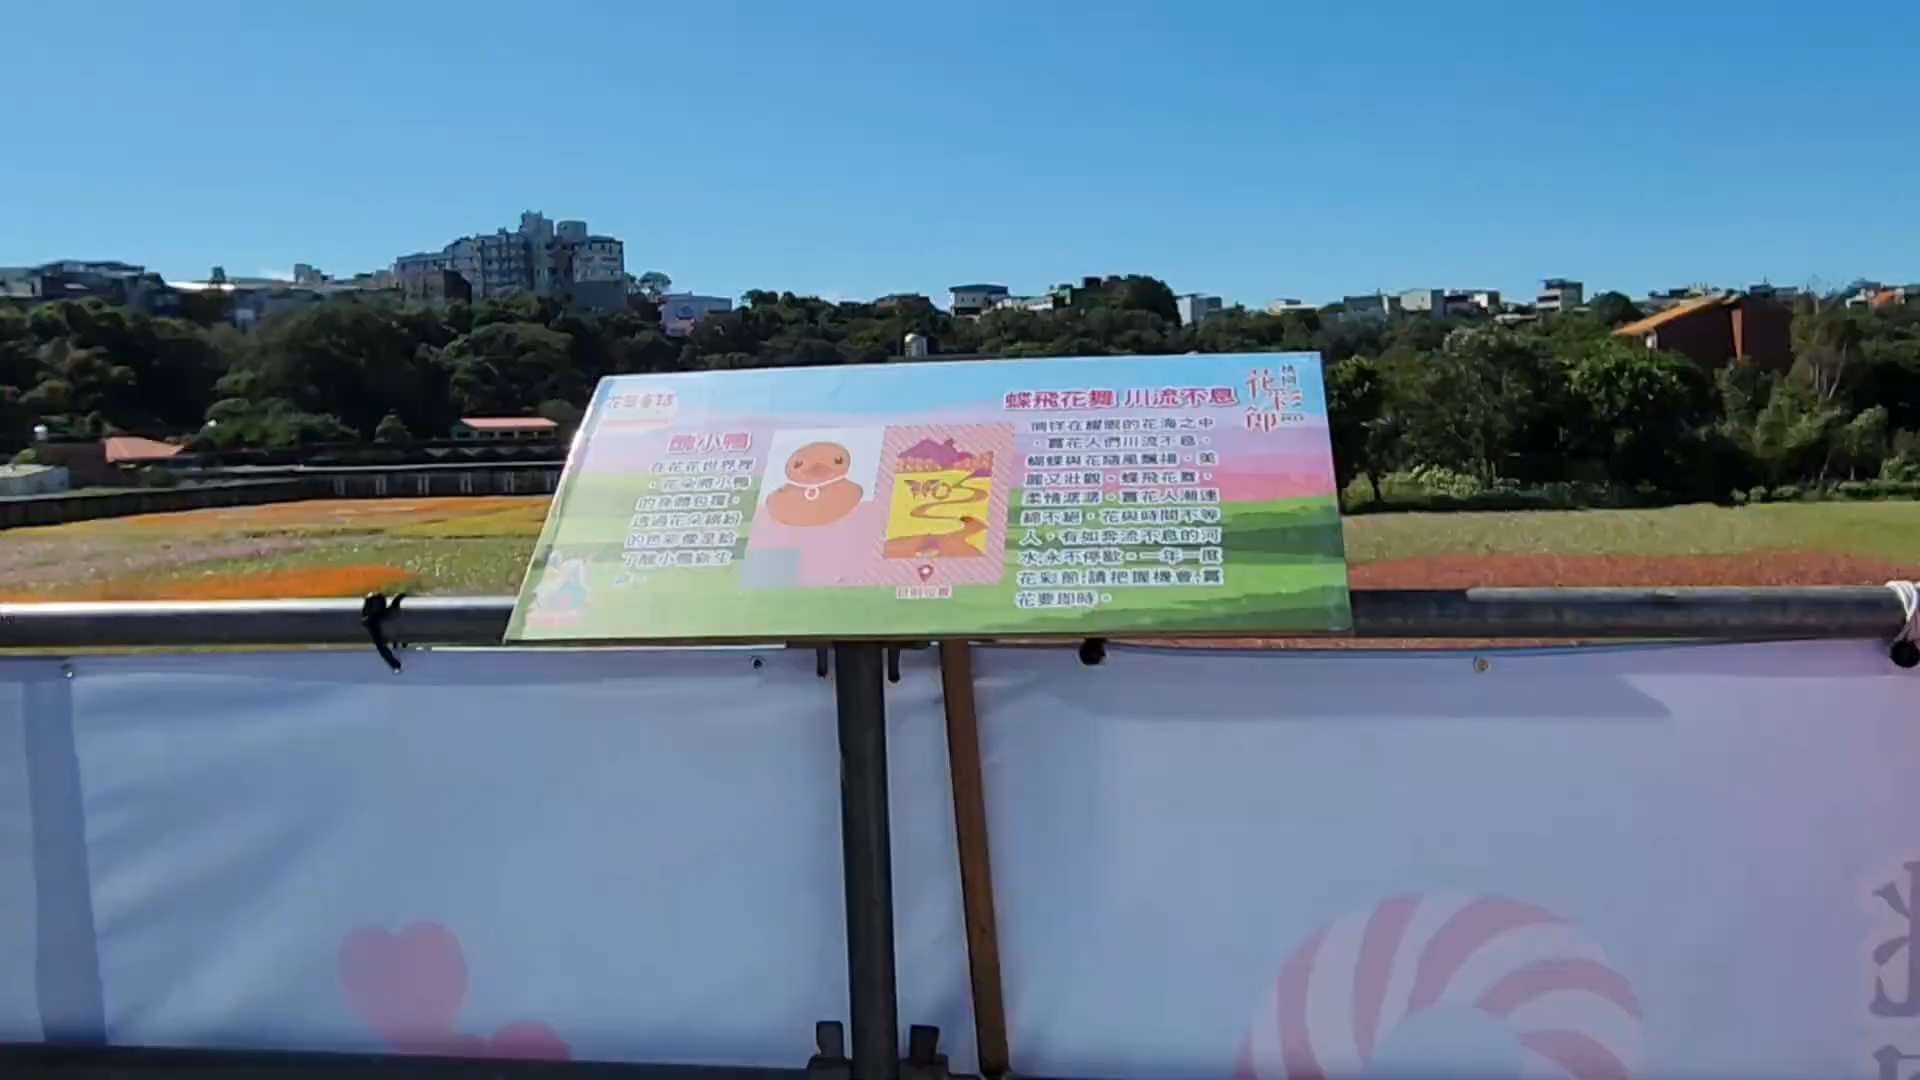 花 童話
醜小鴨
在花花世界裡
，花朵將小鴨
的身體包覆，
透過花朵繽紛
的色彩像是給
了醜小鴨新生
目前位置
蝶飛花舞 川流不息
徜徉在耀眼的花海之中
，賞花人們川流不息，
蝴蝶與花隨風飄揚，美
麗又壯觀。蝶飛花舞，
柔情潺潺，賞花人潮連
綿不絕，花與時間不等
人，有如奔流不息的河
水永不停歇。一年一度
花彩節,請把握機會,賞
花要即時。
桃園
花彩節